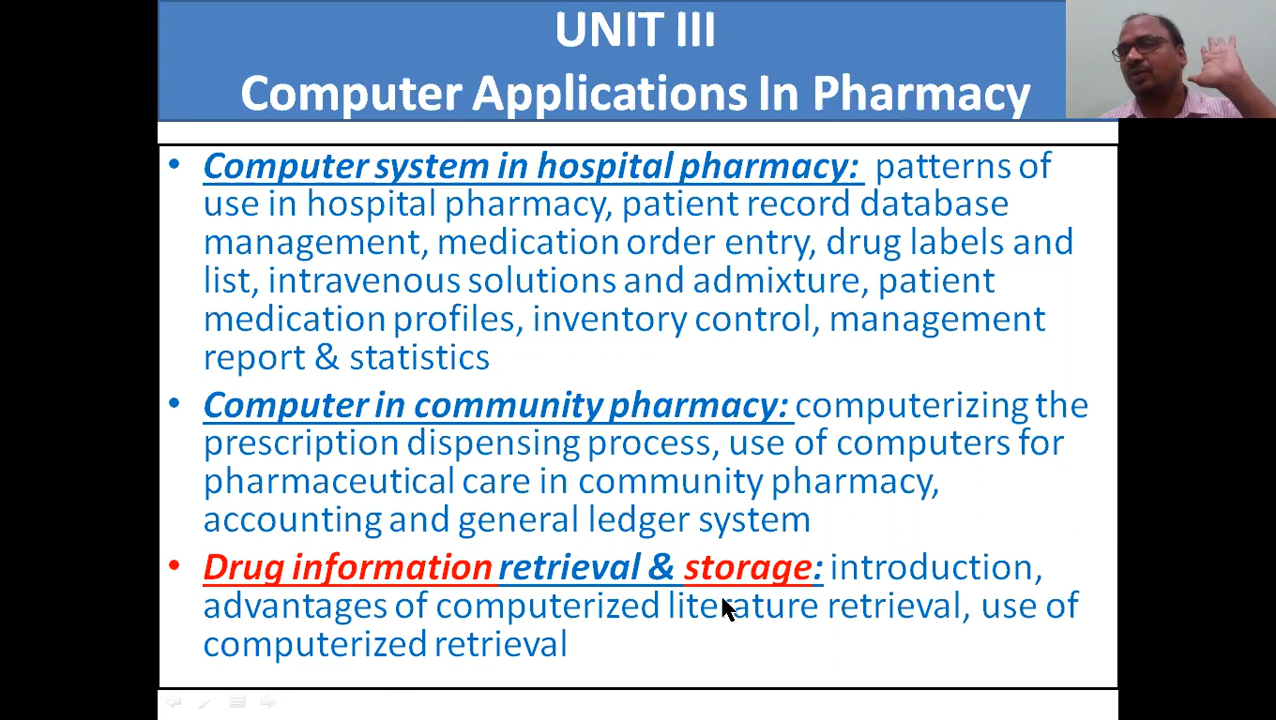 UNIT III
Computer Applications In Pharmacy
• Computer system in hospital pharmacy: patterns of
use in hospital pharmacy, patient record database
management, medication order entry, drug labels and
list, intravenous solutions and admixture, patient
medication profiles, inventory control, management
report & statistics
• Computer in community pharmacy: computerizing the
prescription dispensing process, use of computers for
pharmaceutical care in community pharmacy,
accounting and general ledger system
• Drug information retrieval & storage: introduction,
advantages of computerized literature retrieval, use of
computerized retrieval